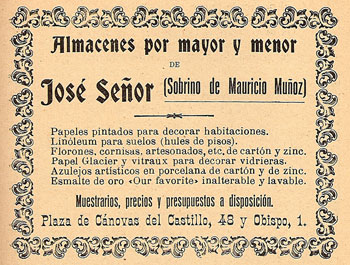 Almacenes por mayor y menor
DE
José Señor (Sobrino de Mauricio Muñoz)
Papeles pintados para decorar habitaciones.
Linóleum para suelos (hules de pisos).
Florones, cornisas, artesonados, etc. de cartón y zinc.
Papel Glacier y vitraux para decorar vidrieras.
Azulejos artísticos en porcelana de cartón y de zinc.
Esmalte de oro «Our favorite» inalterable y lavable.
Muestrarios, precios y presupuestos a disposición.
Plaza de Cánovas del Castillo, 48 y Obispo, 1.